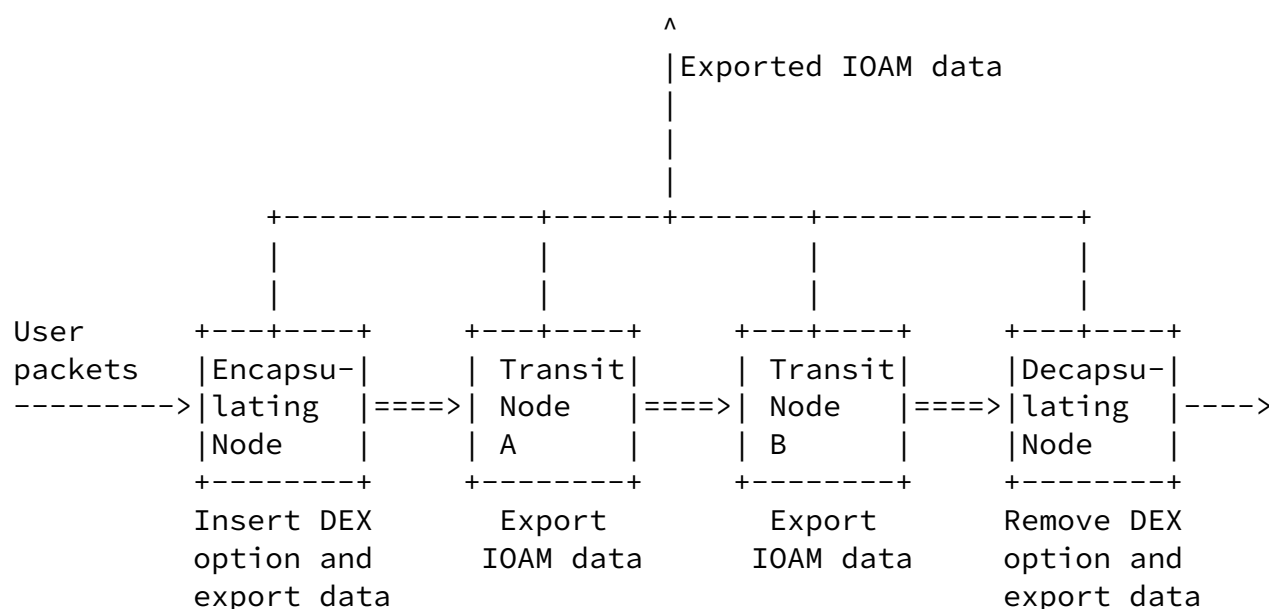 Exported IOAM data
User
packets
Encapsu- Transit Transit Decapsu-
lating Node Node lating
Node A B Node
Insert DEX Export Export Remove DEX
option and IOAM data IOAM data option and
export data export data